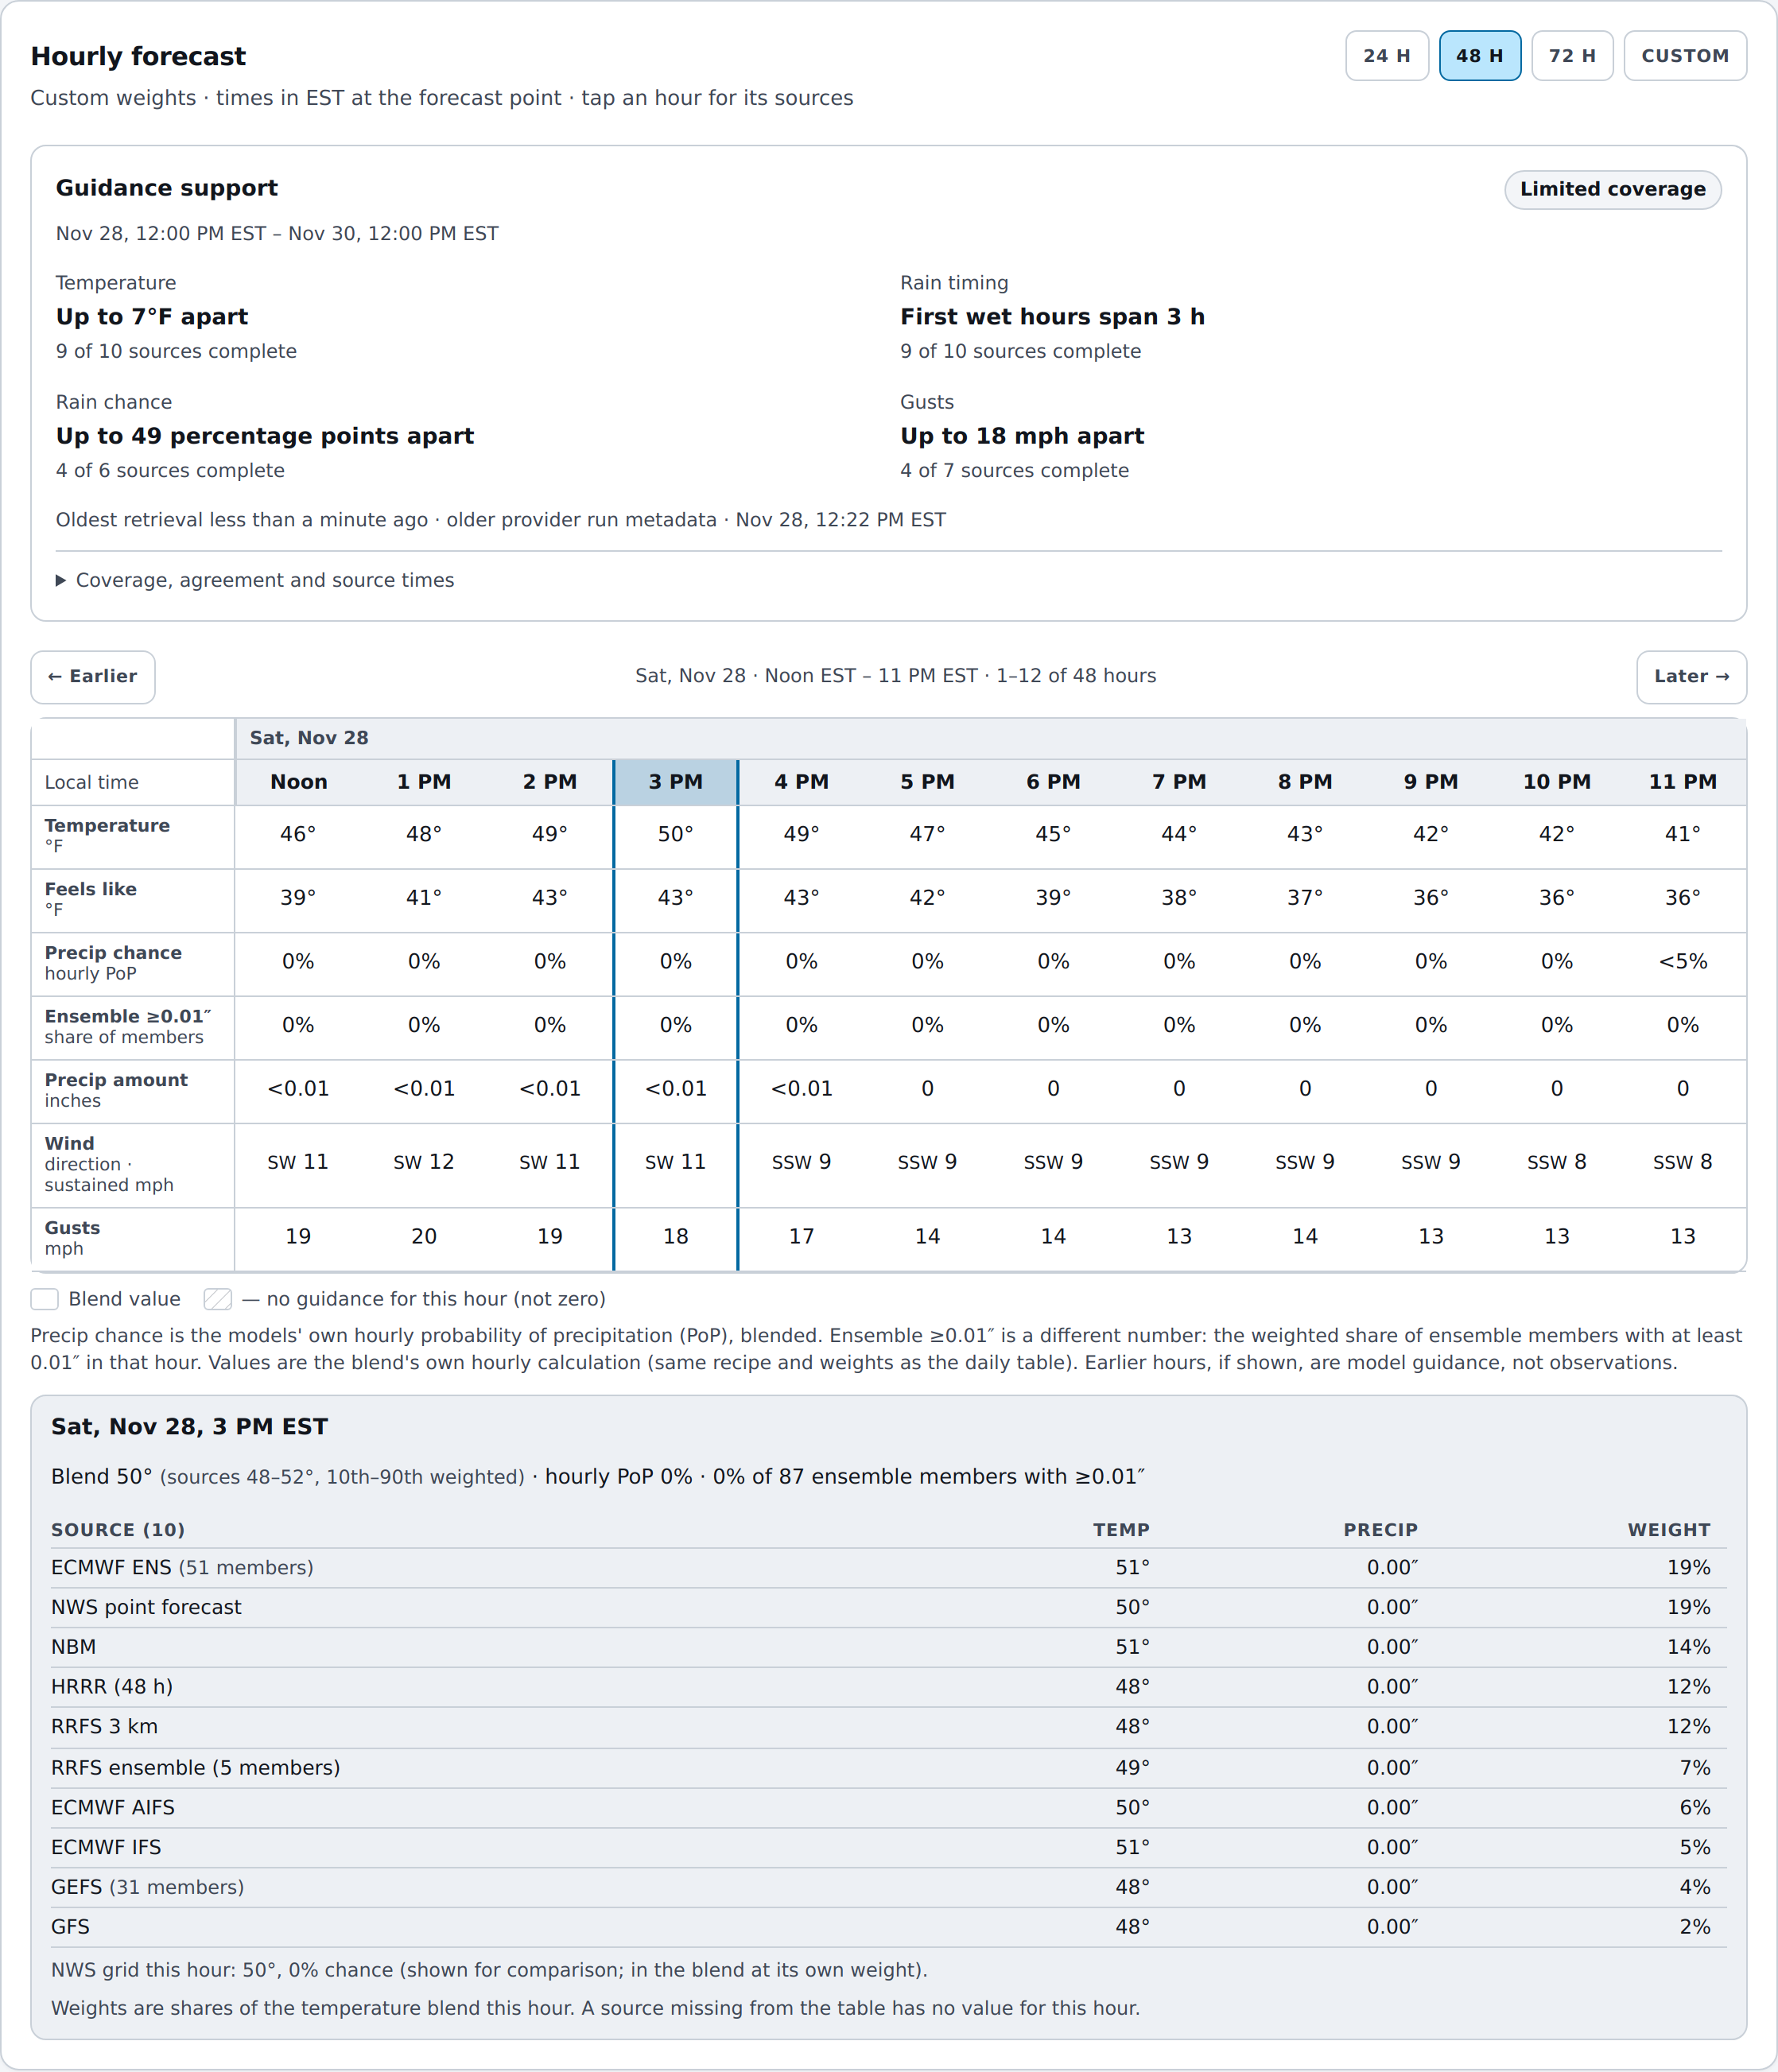 Hourly forecast
24 H 48 H 72 H CUSTOM
Custom weights · times in EST at the forecast point · tap an hour for its sources
Guidance support
Limited coverage
Nov 28, 12:00 PM EST – Nov 30, 12:00 PM EST
Temperature
Up to 7°F apart
9 of 10 sources complete
Rain timing
First wet hours span 3 h
9 of 10 sources complete
Rain chance
Up to 49 percentage points apart
4 of 6 sources complete
Gusts
Up to 18 mph apart
4 of 7 sources complete
Oldest retrieval less than a minute ago · older provider run metadata · Nov 28, 12:22 PM EST
▶ Coverage, agreement and source times
← Earlier
Sat, Nov 28 · Noon EST – 11 PM EST · 1–12 of 48 hours
Later →
Sat, Nov 28
Local time Noon 1 PM 2 PM 3 PM 4 PM 5 PM 6 PM 7 PM 8 PM 9 PM 10 PM 11 PM
Temperature
°F
46° 48° 49° 50° 49° 47° 45° 44° 43° 42° 42° 41°
Feels like
°F
39° 41° 43° 43° 43° 42° 39° 38° 37° 36° 36° 36°
Precip chance
hourly PoP
0% 0% 0% 0% 0% 0% 0% 0% 0% 0% 0% <5%
Ensemble ≥0.01″
share of members
0% 0% 0% 0% 0% 0% 0% 0% 0% 0% 0% 0%
Precip amount
inches
<0.01 <0.01 <0.01 <0.01 <0.01 0 0 0 0 0 0 0
Wind
direction ·
sustained mph
SW 11 SW 12 SW 11 SW 11 SSW 9 SSW 9 SSW 9 SSW 9 SSW 9 SSW 9 SSW 8 SSW 8
Gusts
mph
19 20 19 18 17 14 14 13 14 13 13 13
Blend value — no guidance for this hour (not zero)
Precip chance is the models' own hourly probability of precipitation (PoP), blended. Ensemble ≥0.01″ is a different number: the weighted share of ensemble members with at least
0.01″ in that hour. Values are the blend's own hourly calculation (same recipe and weights as the daily table). Earlier hours, if shown, are model guidance, not observations.
Sat, Nov 28, 3 PM EST
Blend 50° (sources 48–52°, 10th–90th weighted) · hourly PoP 0% · 0% of 87 ensemble members with ≥0.01″
SOURCE (10) TEMP PRECIP WEIGHT
ECMWF ENS (51 members) 51° 0.00″ 19%
NWS point forecast 50° 0.00″ 19%
NBM 51° 0.00″ 14%
HRRR (48 h) 48° 0.00″ 12%
RRFS 3 km 48° 0.00″ 12%
RRFS ensemble (5 members) 49° 0.00″ 7%
ECMWF AIFS 50° 0.00″ 6%
ECMWF IFS 51° 0.00″ 5%
GEFS (31 members) 48° 0.00″ 4%
GFS 48° 0.00″ 2%
NWS grid this hour: 50°, 0% chance (shown for comparison; in the blend at its own weight).
Weights are shares of the temperature blend this hour. A source missing from the table has no value for this hour.